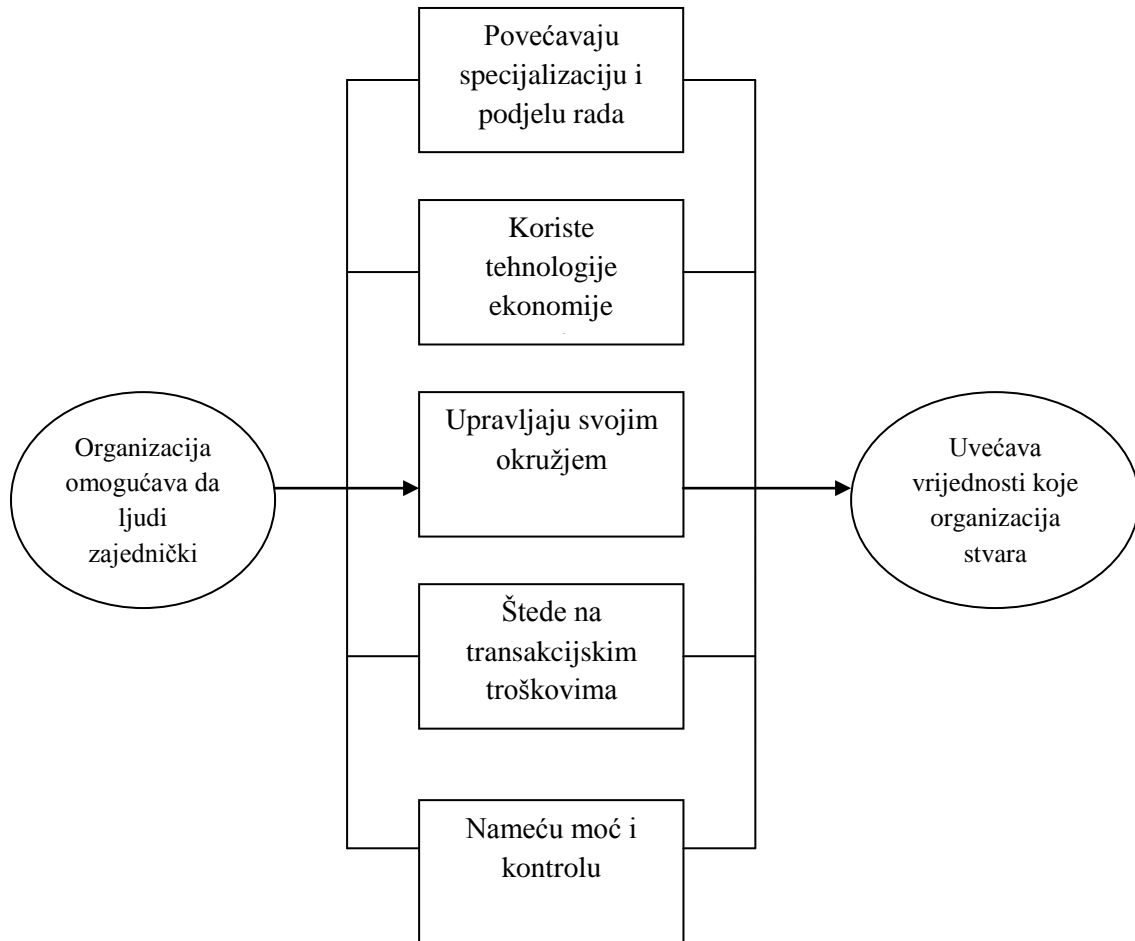 Povećavaju
specijalizaciju i
podjelu rada
Koriste
tehnologije
ekonomije
Organizacija
omogućava da
ljudi
zajednički
Upravljaju svojim
okružjem
Uvećava
vrijednosti koje
organizacija
stvara
Štede na
transakcijskim
troškovima
Nameću moć i
kontrolu